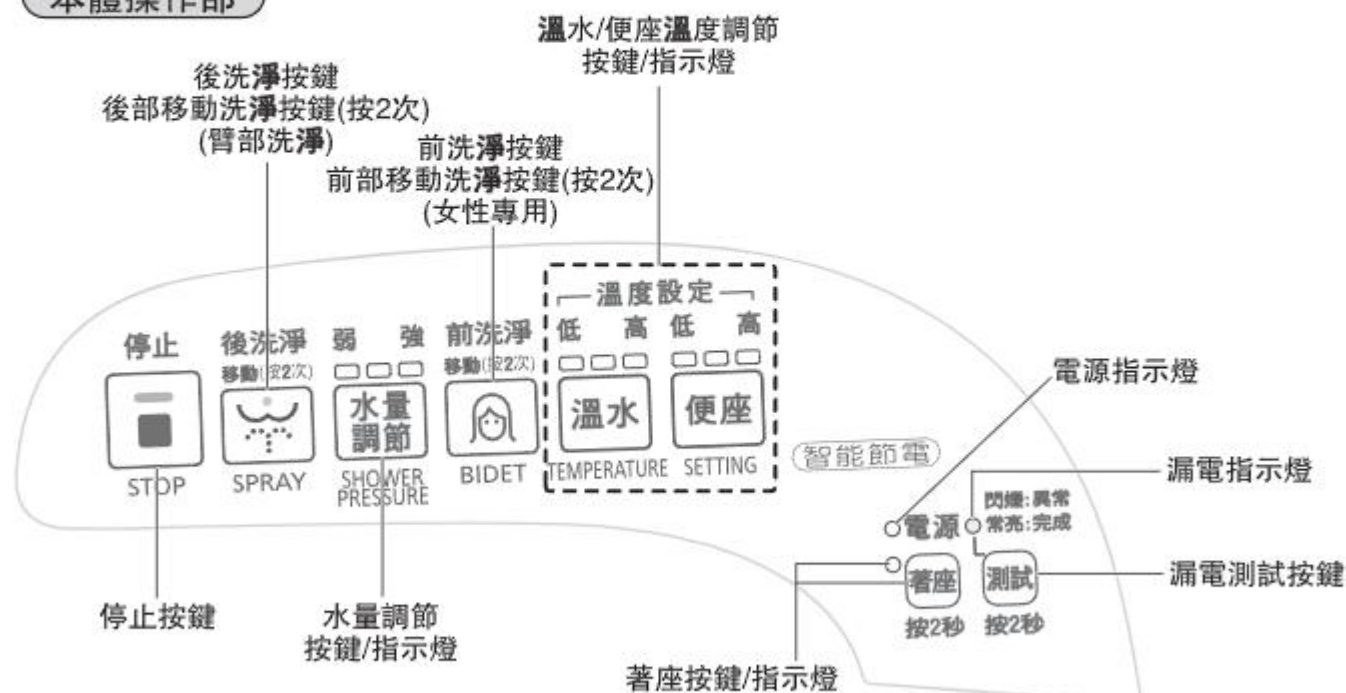 本體操作部
溫水/便座溫度調節
按鍵/指示燈
後洗淨按鍵
後部移動洗淨按鍵(按2次)
(臂部洗淨)
前洗淨按鍵
前部移動洗淨按鍵(按2次)
(女性專用)
溫度設定
停止
後洗淨
移動(按2次)
弱 強
前洗淨
移動(按2次)
低 高
低 高
水量
調節
溫水
便座
STOP
SPRAY
SHOWER
PRESSURE
BIDET
TEMPERATURE SETTING
智能節電
電源指示燈
漏電指示燈
閃爍:異常
常亮:完成
電源
著座
測試
按2秒
按2秒
漏電測試按鍵
停止按鍵
水量調節
按鍵/指示燈
著座按鍵/指示燈